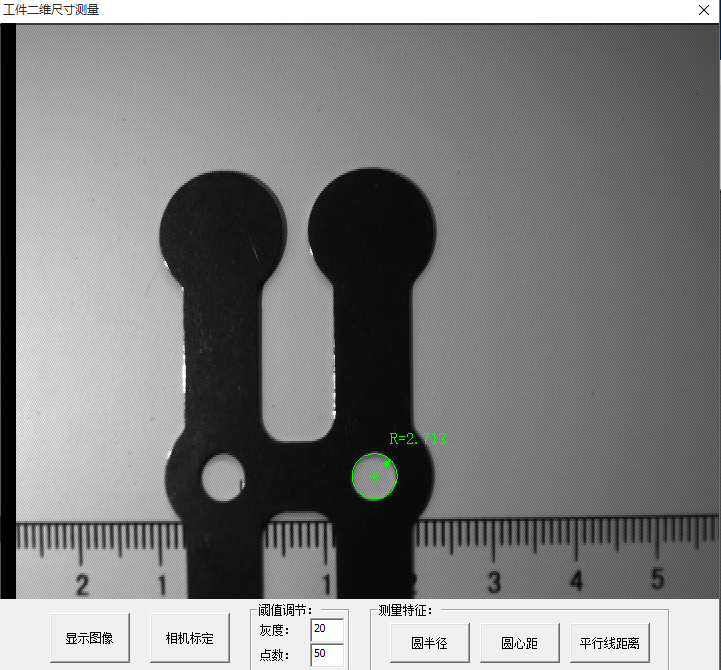 工件二维尺寸测量
R=2.713
2 1 1 2 3 4 5
阈值调节:
测量特征:
显示图像
相机标定
灰度:
20
点数:
50
圆半径
圆心距
平行线距离